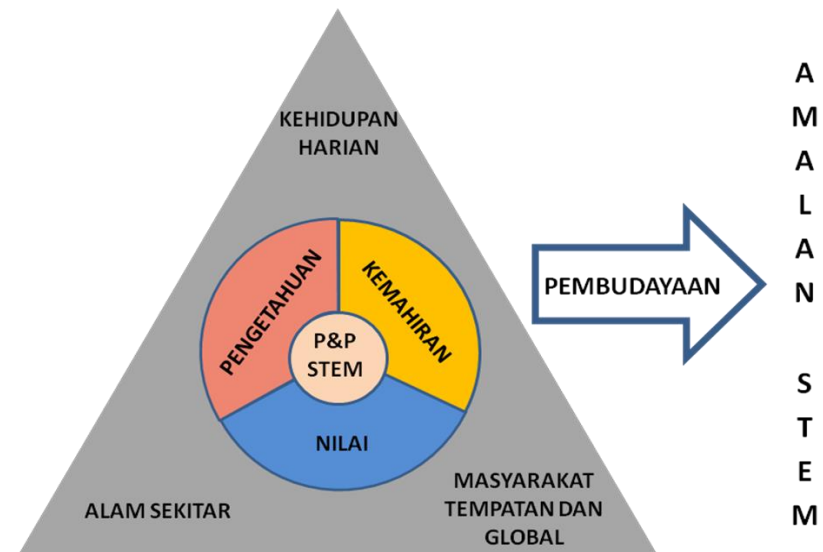 KEHIDUPAN
HARIAN
PENGETAHUAN
KEMAHIRAN
P&P
STEM
NILAI
ALAM SEKITAR
MASYARAKAT
TEMPATAN DAN
GLOBAL
PEMBUDAYAAN
A
M
A
L
A
N
S
T
E
M